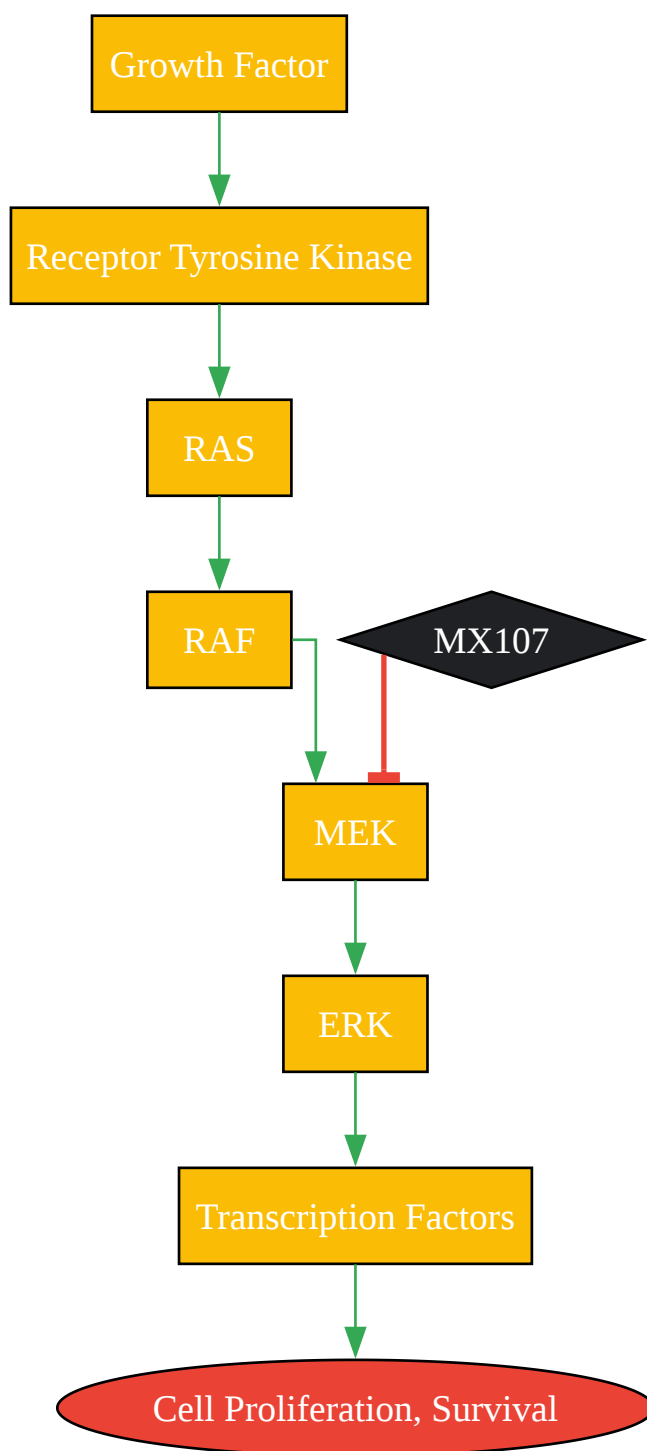 Growth Factor
Receptor Tyrosine Kinase
RAS
RAF
MX107
MEK
ERK
Transcription Factors
Cell Proliferation, Survival